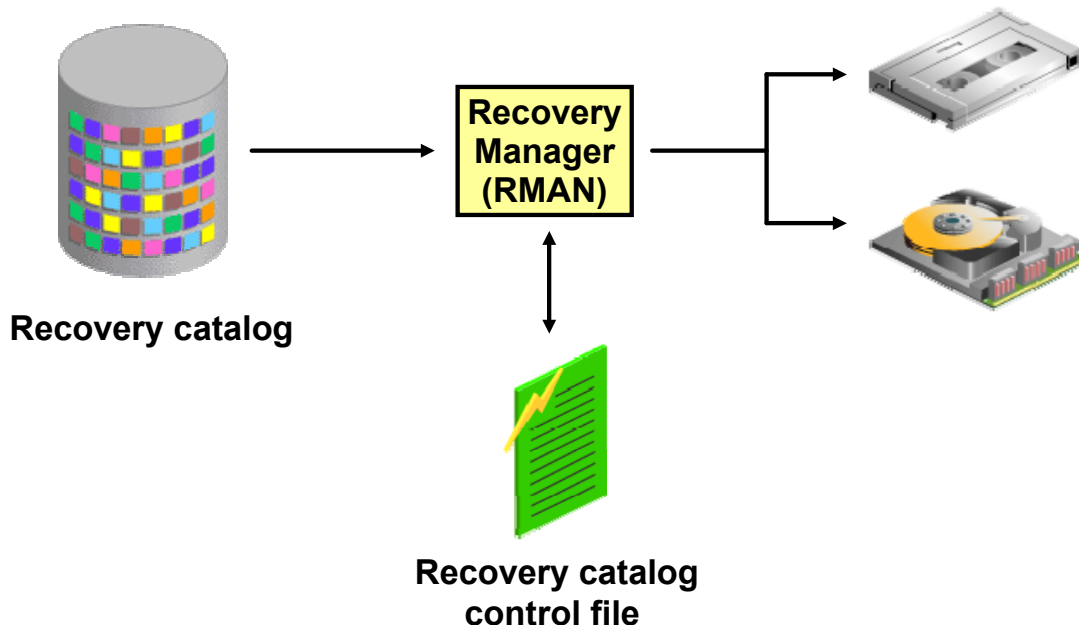 Recovery
Manager
(RMAN)
Recovery catalog
Recovery catalog
control file